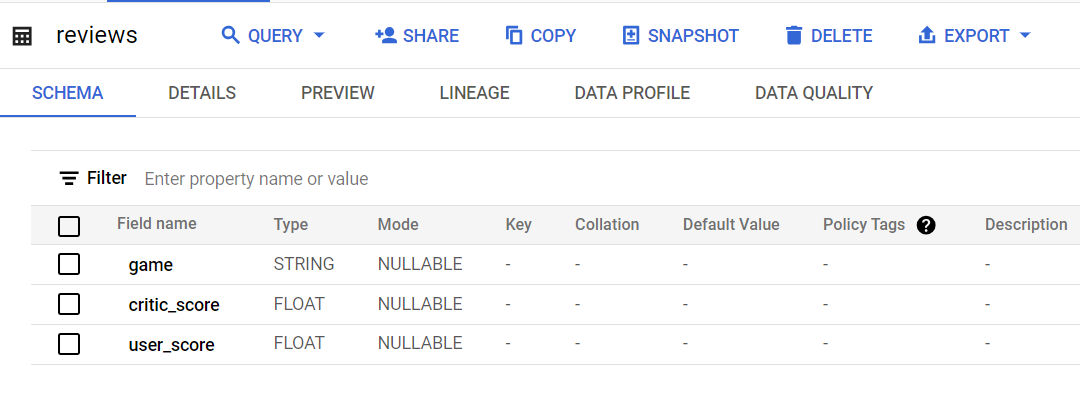 reviews QUERY SHARE COPY SNAPSHOT DELETE EXPORT
SCHEMA DETAILS PREVIEW LINEAGE DATA PROFILE DATA QUALITY
Filter Enter property name or value
Field name Type Mode Key Collation Default Value Policy Tags ? Description
game STRING NULLABLE - - - - -
critic_score FLOAT NULLABLE - - - - -
user_score FLOAT NULLABLE - - - - -